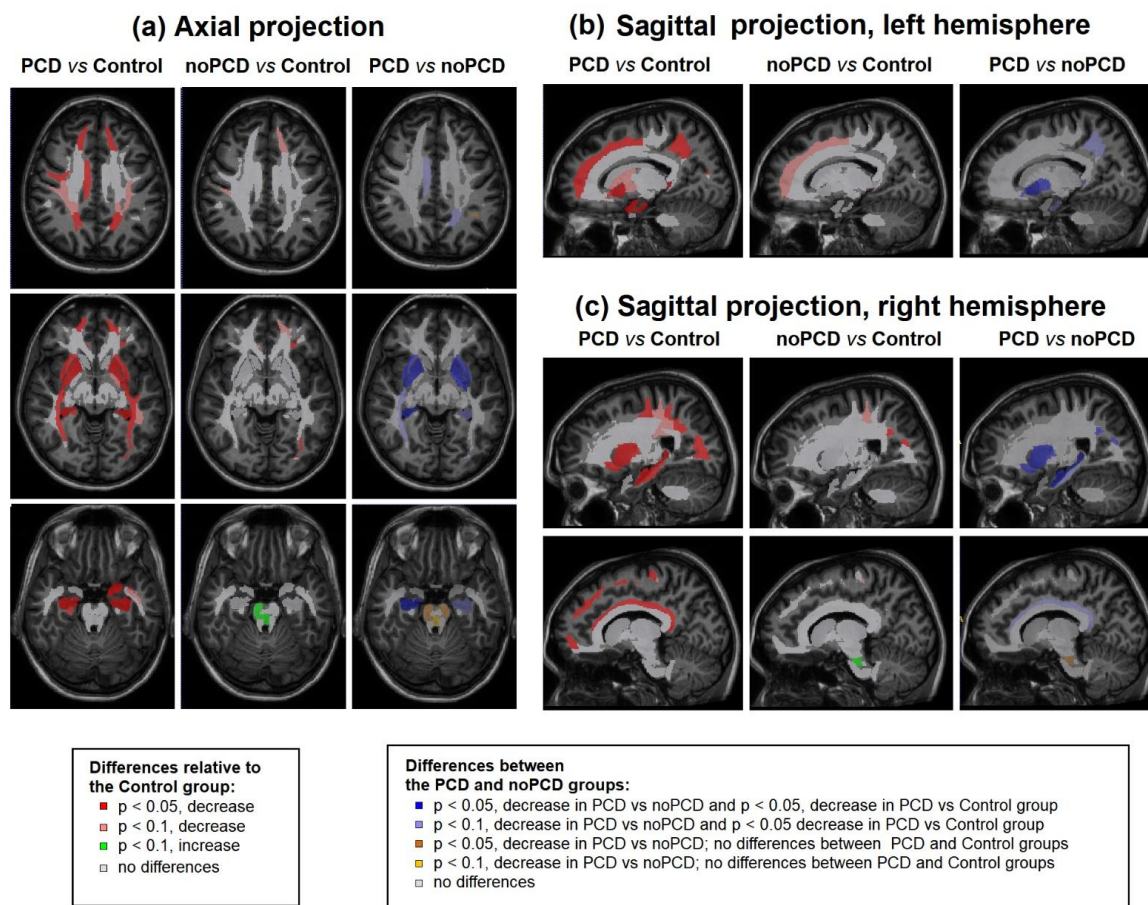 (a) Axial projection
PCD vs Control
noPCD vs Control
PCD vs noPCD
(b) Sagittal projection, left hemisphere
PCD vs Control
noPCD vs Control
PCD vs noPCD
(c) Sagittal projection, right hemisphere
PCD vs Control
noPCD vs Control
PCD vs noPCD
Differences relative to
the Control group:
p < 0.05, decrease
p < 0.1, decrease
p < 0.1, increase
no differences
Differences between
the PCD and noPCD groups:
p < 0.05, decrease in PCD vs noPCD and p < 0.05, decrease in PCD vs Control group
p < 0.1, decrease in PCD vs noPCD and p < 0.05 decrease in PCD vs Control group
p < 0.05, decrease in PCD vs noPCD; no differences between PCD and Control groups
p < 0.1, decrease in PCD vs noPCD; no differences between PCD and Control groups
no differences